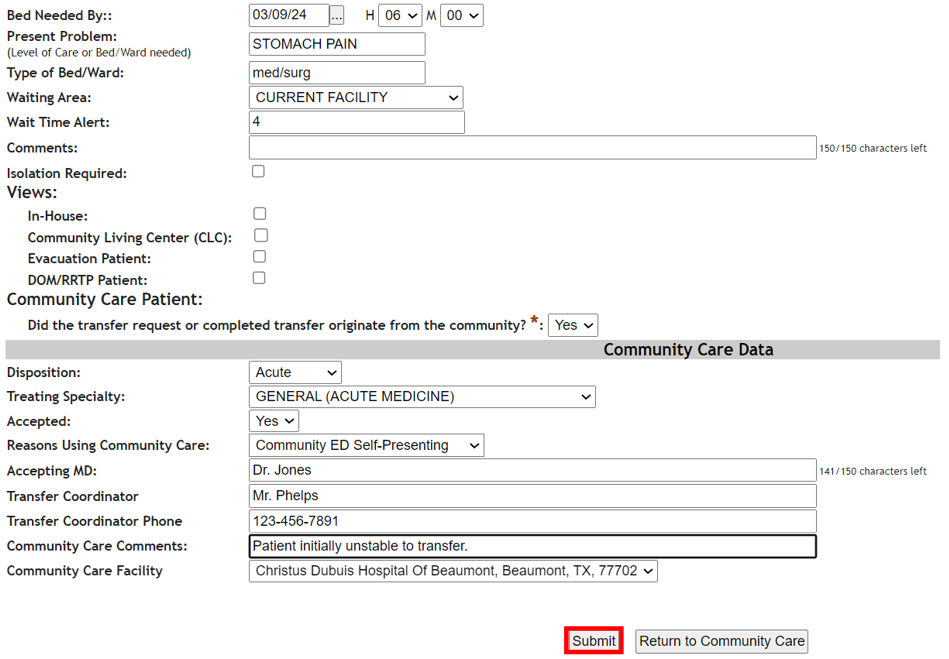 Bed Needed By:: 03/09/24 ... H 06 M 00
Present Problem: STOMACH PAIN
(Level of Care or Bed/Ward needed)
Type of Bed/Ward: med/surg
Waiting Area: CURRENT FACILITY
Wait Time Alert: 4
Comments: 150/150 characters left
Isolation Required:
Views:
In-House:
Community Living Center (CLC):
Evacuation Patient:
DOM/RRTP Patient:
Community Care Patient:
Did the transfer request or completed transfer originate from the community? *: Yes
Community Care Data
Disposition: Acute
Treating Specialty: GENERAL (ACUTE MEDICINE)
Accepted: Yes
Reasons Using Community Care: Community ED Self-Presenting
Accepting MD: Dr. Jones 141/150 characters left
Transfer Coordinator Mr. Phelps
Transfer Coordinator Phone 123-456-7891
Community Care Comments: Patient initially unstable to transfer.
Community Care Facility Christus Dubuis Hospital Of Beaumont, Beaumont, TX, 77702
Submit Return to Community Care